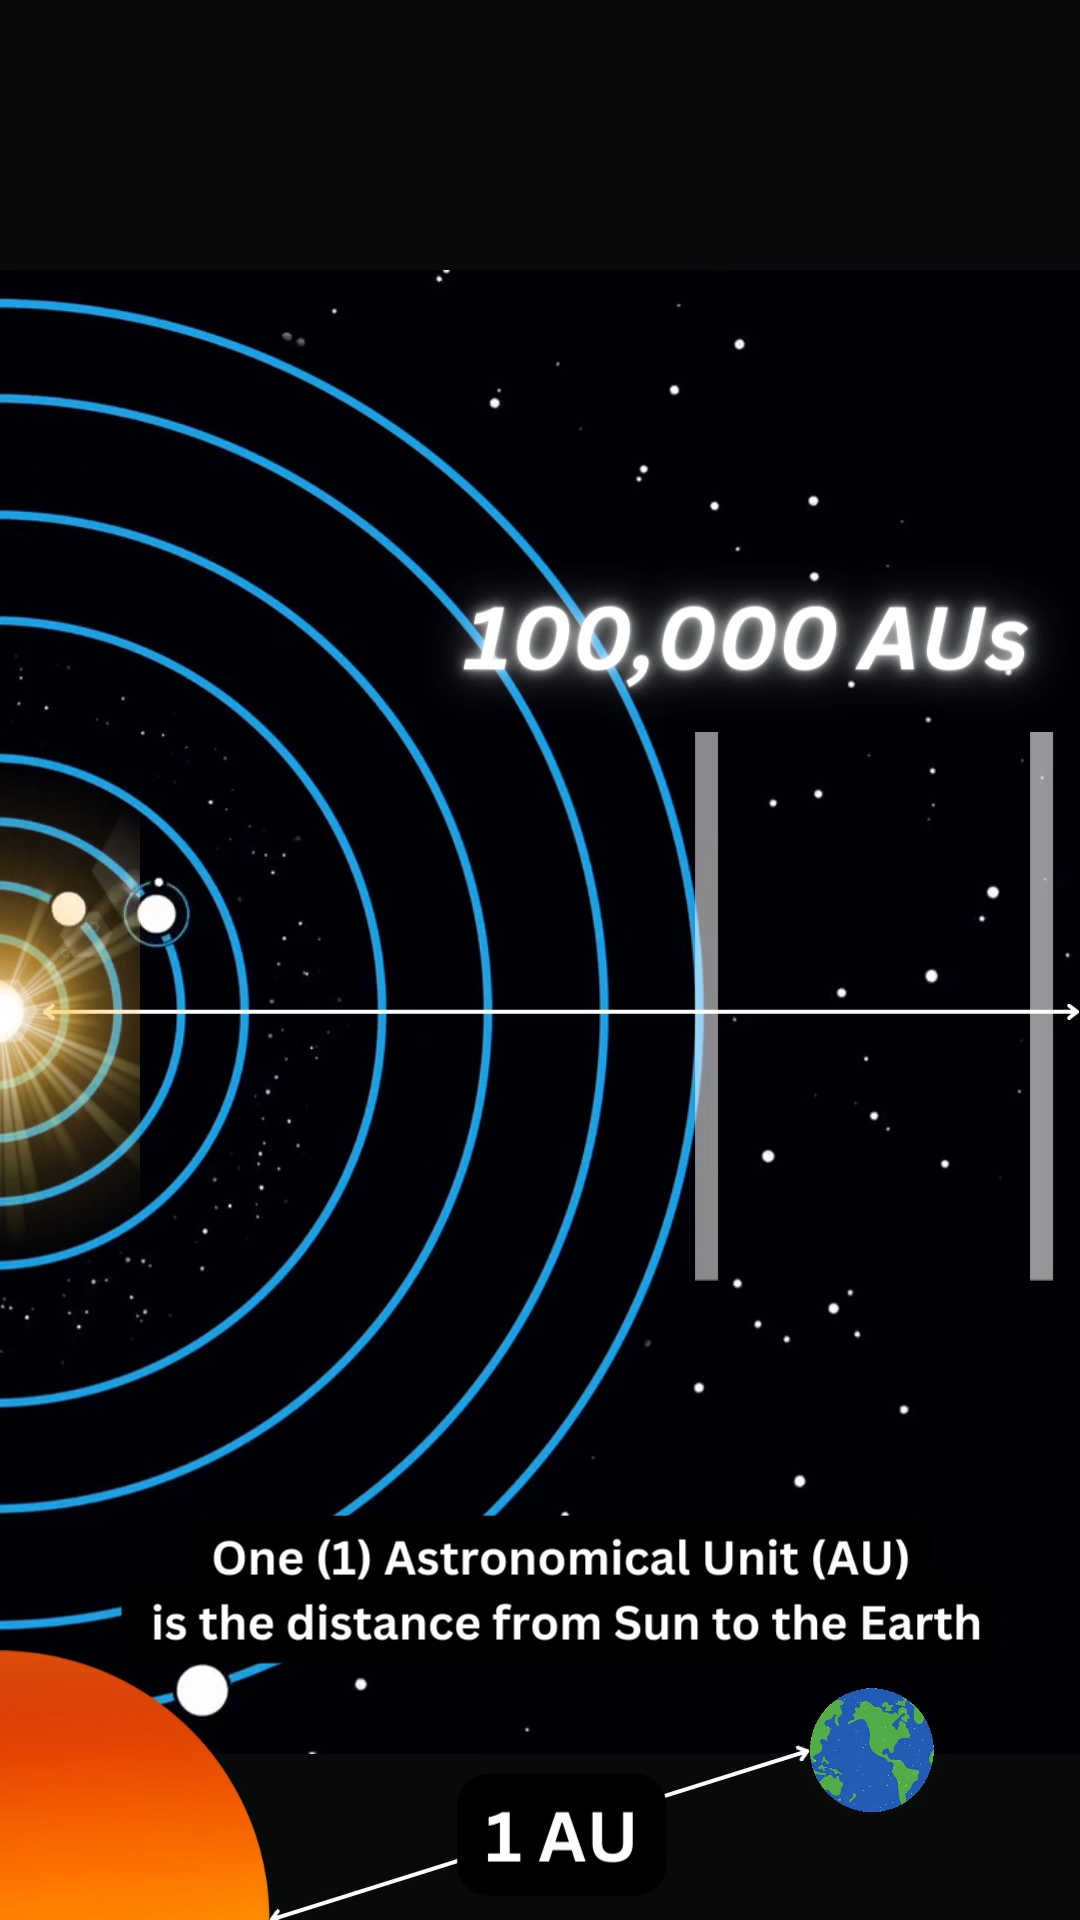 100,000 AUs
One (1) Astronomical Unit (AU)
is the distance from Sun to the Earth
1 AU